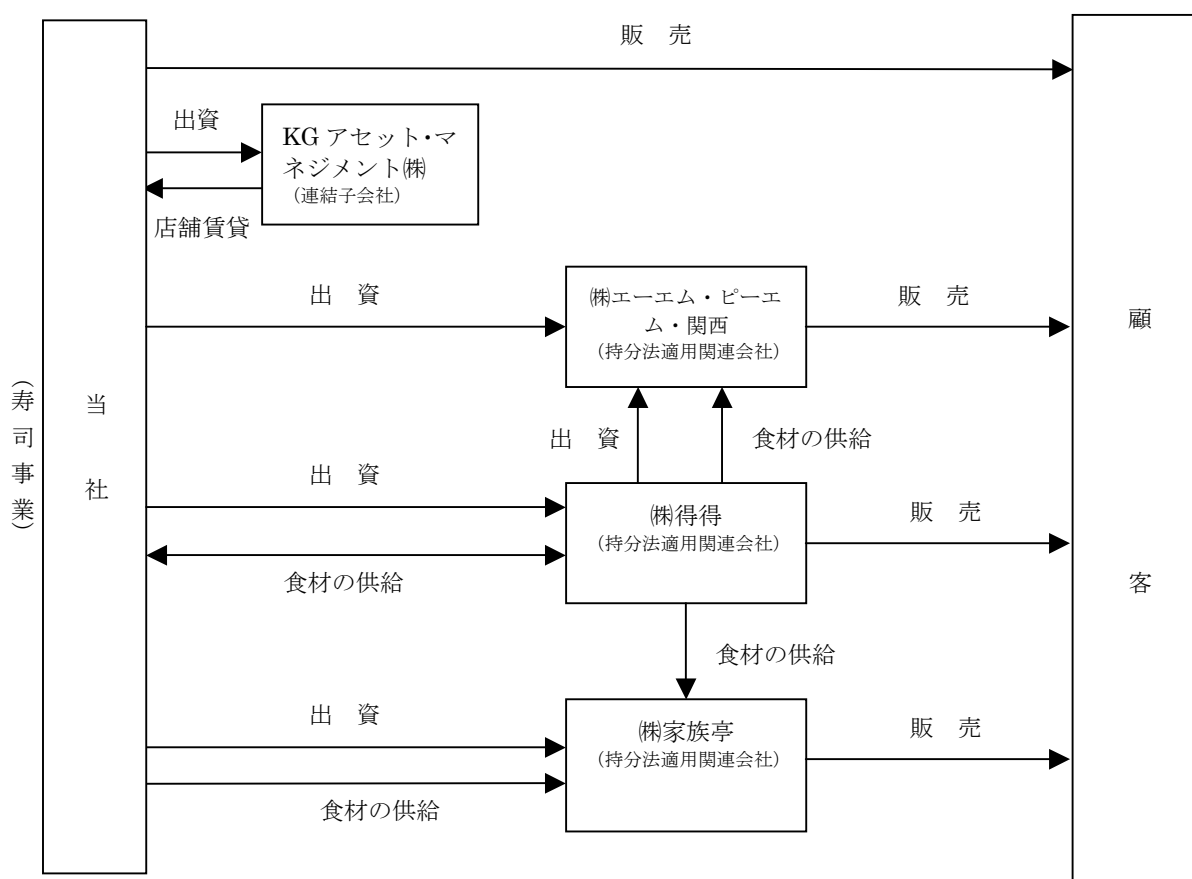 販　売
出資
KG アセット・マ
ネジメント㈱
（連結子会社）
店舗賃貸
出　資
㈱エーエム・ピーエ
ム・関西
（持分法適用関連会社）
販　売
顧
客
（寿司事業）
当
社
出　資
食材の供給
出　資
㈱得得
（持分法適用関連会社）
販　売
食材の供給
食材の供給
出　資
㈱家族亭
（持分法適用関連会社）
販　売
食材の供給